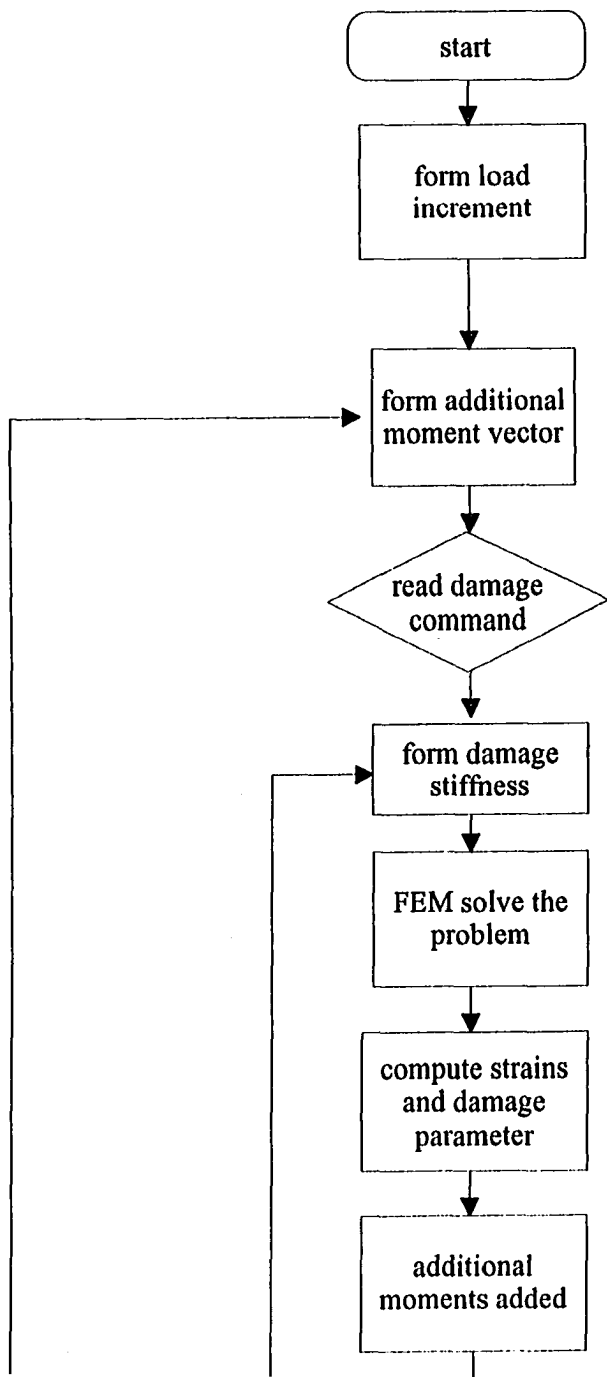 start
form load
increment
form additional
moment vector
read damage
command
form damage
stiffness
FEM solve the
problem
compute strains
and damage
parameter
additional
moments added